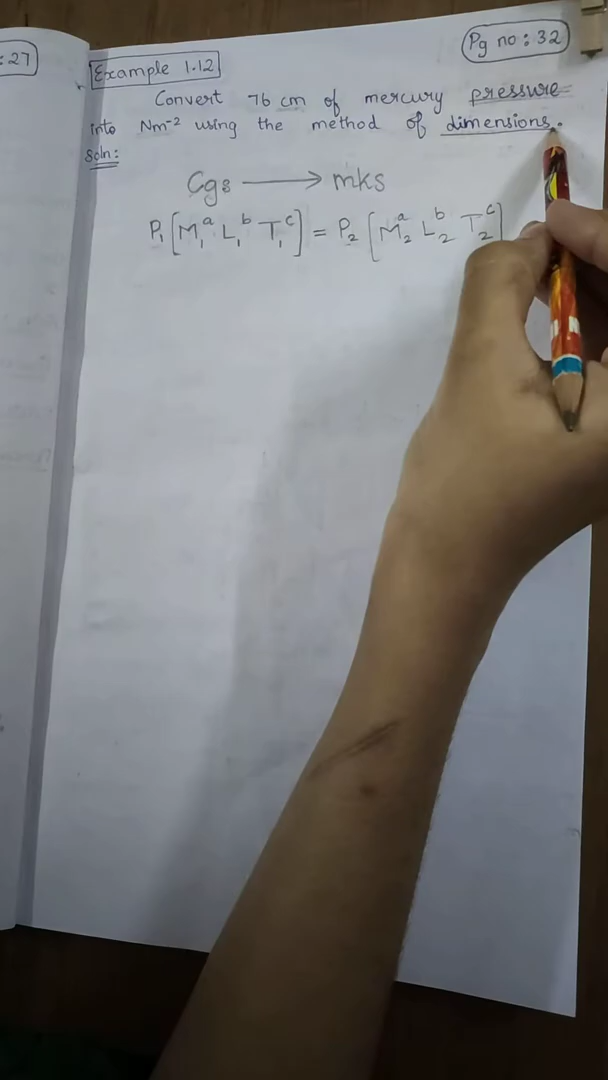 : 27
Pg no : 32
Example 1.12
Convert 76 cm of mercury pressure
into Nm⁻² using the method of dimensions.
Soln:
Cgs ⟶ mks
P₁ [M₁ᵃ L₁ᵇ T₁ᶜ] = P₂ [M₂ᵃ L₂ᵇ T₂ᶜ]